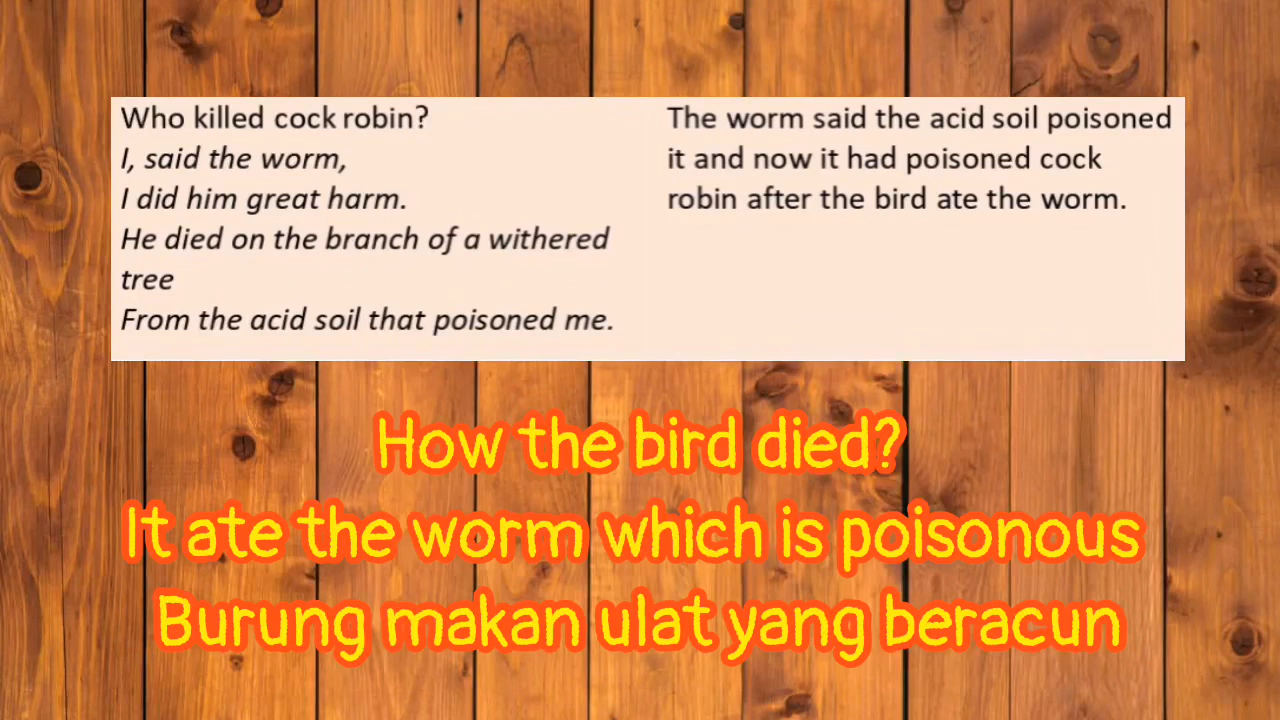 Who killed cock robin?
I, said the worm,
I did him great harm.
He died on the branch of a withered
tree
From the acid soil that poisoned me.
The worm said the acid soil poisoned
it and now it had poisoned cock
robin after the bird ate the worm.
How the bird died?
It ate the worm which is poisonous
Burung makan ulat yang beracun